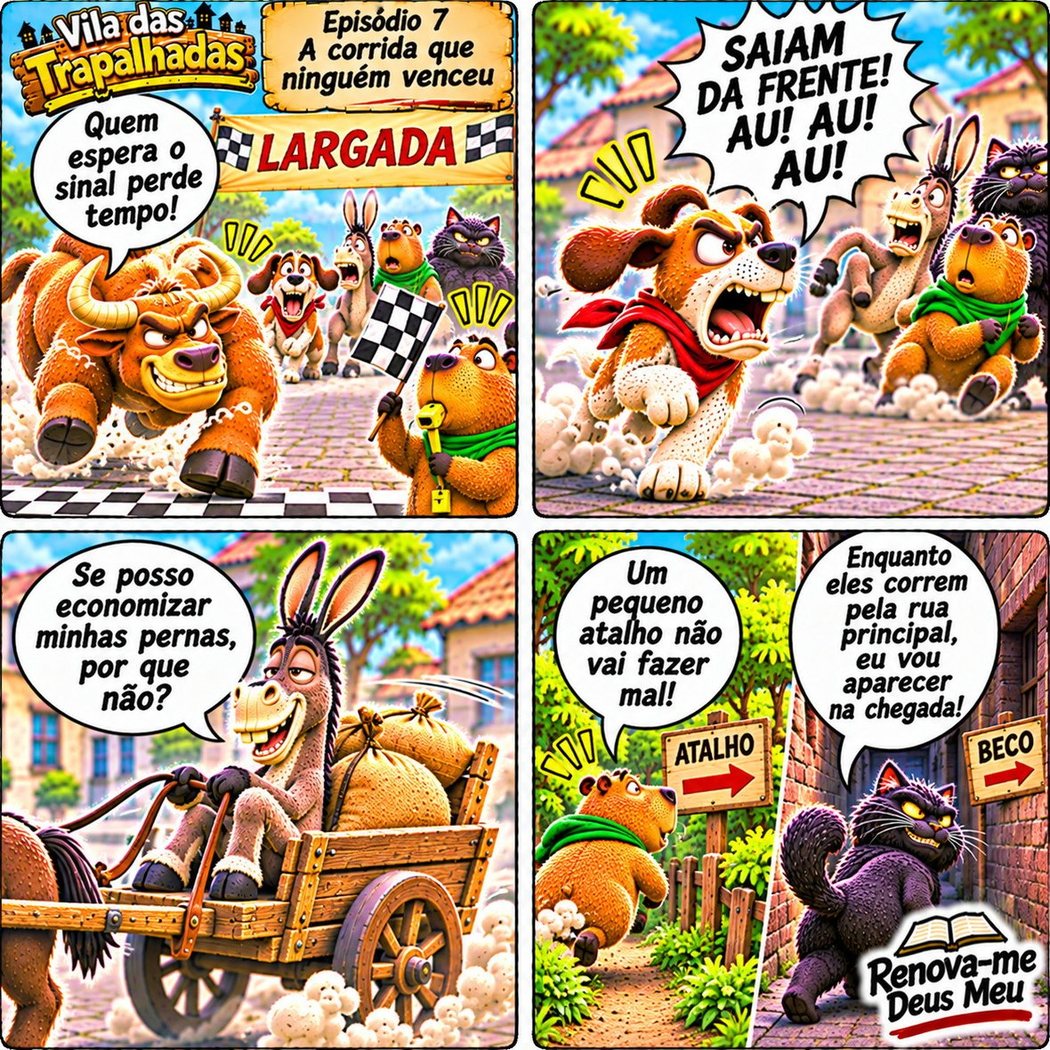 Vila das
Trapalhadas
Episódio 7
A corrida que
ninguém venceu
Quem
espera o
sinal perde
tempo!
LARGADA
SAIAM
DA FRENTE!
AU! AU!
AU!
Se posso
economizar
minhas pernas,
por que
não?
Um
pequeno
atalho não
vai fazer
mal!
ATALHO
Enquanto
eles correm
pela rua
principal,
eu vou
aparecer
na chegada!
BECO
Renova-me
Deus Meu